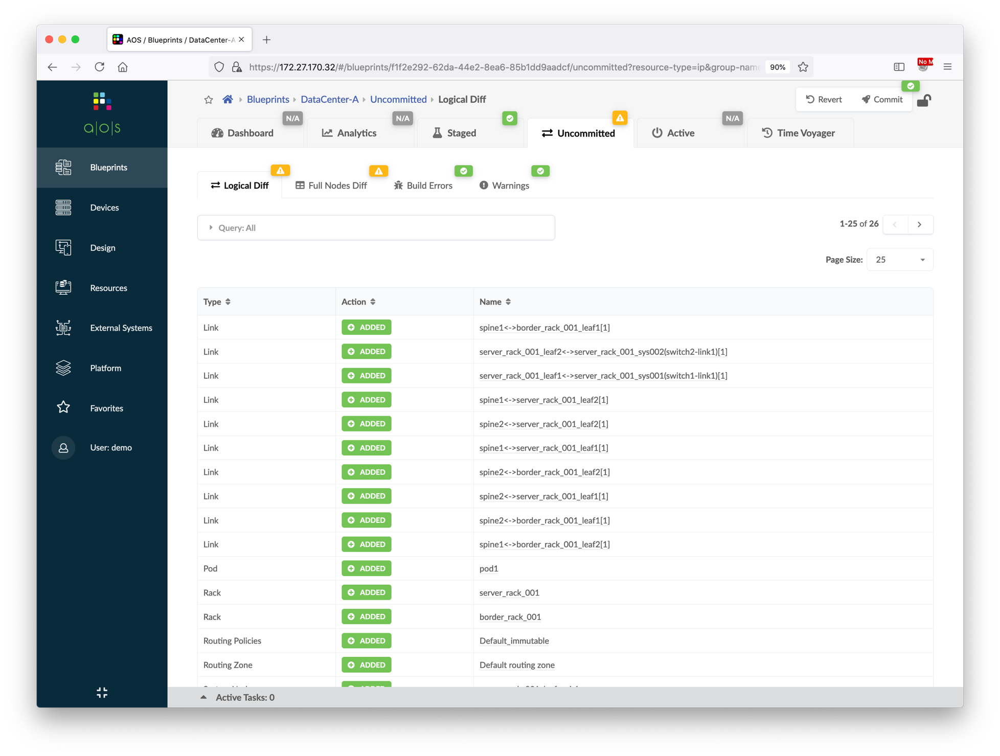 AOS / Blueprints / DataCenter-A
https://172.27.170.32/#/blueprints/f1f2e292-62da-44e2-8ea6-85b1dd9aadcf/uncommitted?resource-type=ip&group-name
90%
No M
a|o|s
Blueprints
Devices
Design
Resources
External Systems
Platform
Favorites
User: demo
Blueprints DataCenter-A Uncommitted Logical Diff
Revert Commit
N/A N/A N/A
Dashboard Analytics Staged Uncommitted Active Time Voyager
Logical Diff Full Nodes Diff Build Errors Warnings
Query: All
1-25 of 26
Page Size: 25
Type Action Name
Link ADDED spine1<->border_rack_001_leaf1[1]
Link ADDED server_rack_001_leaf2<->server_rack_001_sys002(switch2-link1)[1]
Link ADDED server_rack_001_leaf1<->server_rack_001_sys001(switch1-link1)[1]
Link ADDED spine1<->server_rack_001_leaf2[1]
Link ADDED spine2<->server_rack_001_leaf2[1]
Link ADDED spine1<->server_rack_001_leaf1[1]
Link ADDED spine2<->border_rack_001_leaf2[1]
Link ADDED spine2<->server_rack_001_leaf1[1]
Link ADDED spine2<->border_rack_001_leaf1[1]
Link ADDED spine1<->border_rack_001_leaf2[1]
Pod ADDED pod1
Rack ADDED server_rack_001
Rack ADDED border_rack_001
Routing Policies ADDED Default_immutable
Routing Zone ADDED Default routing zone
Active Tasks: 0